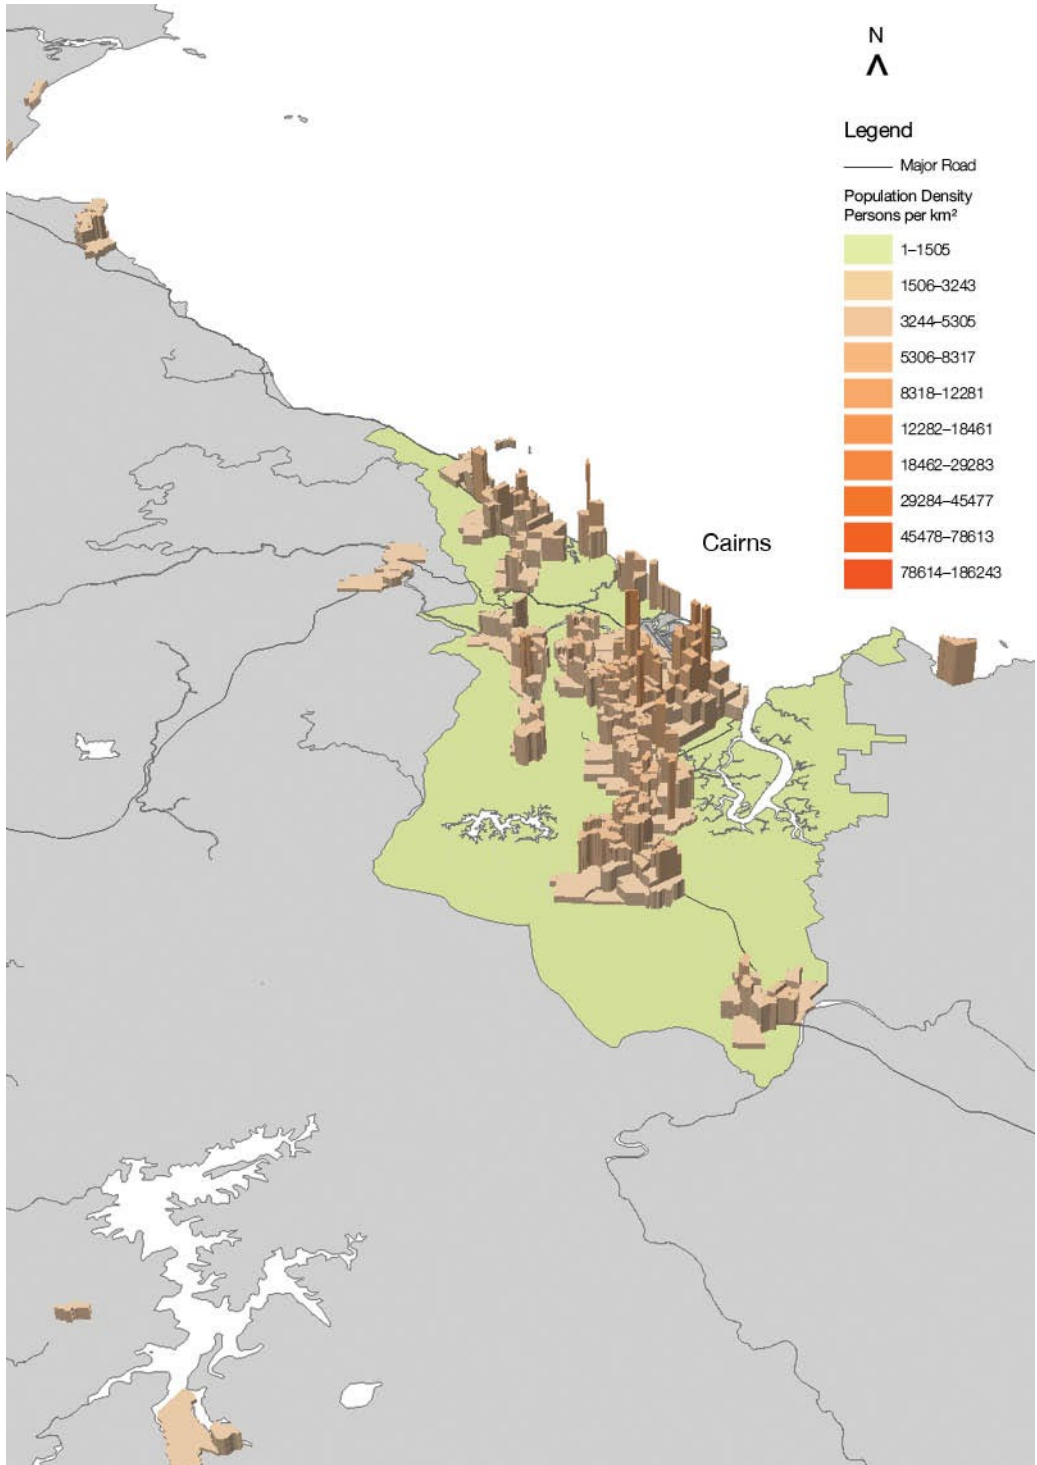 N
Legend
Major Road
Population Density
Persons per km²
1–1505
1506–3243
3244–5305
5306–8317
8318–12281
12282–18461
18462–29283
29284–45477
45478–78613
78614–186243
Cairns